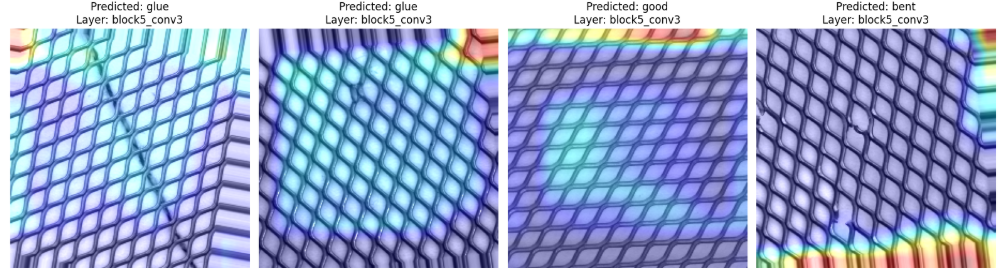 Predicted: glue
Layer: block5_conv3
Predicted: glue
Layer: block5_conv3
Predicted: good
Layer: block5_conv3
Predicted: bent
Layer: block5_conv3